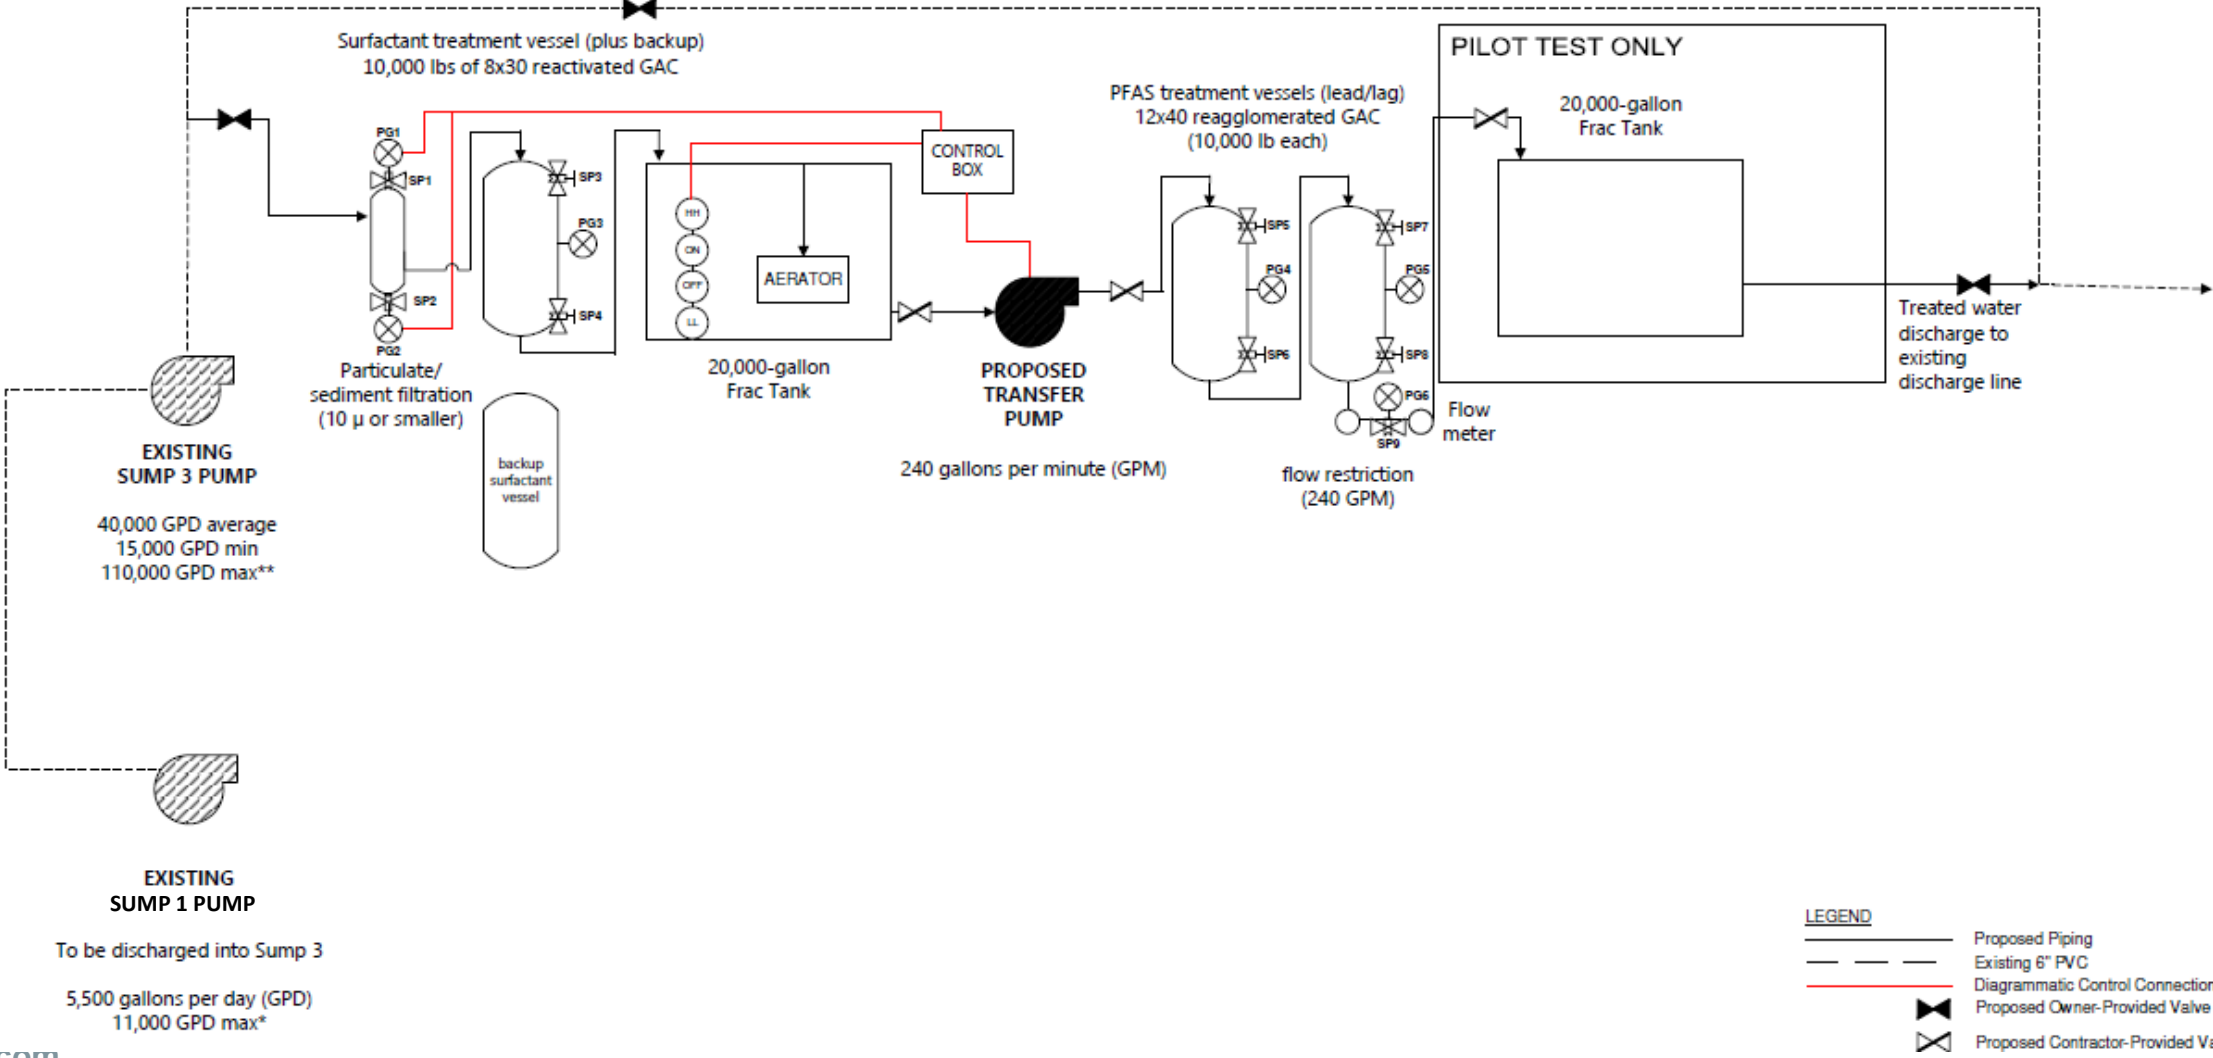 Surfactant treatment vessel (plus backup)
10,000 lbs of 8x30 reactivated GAC
PILOT TEST ONLY
PFAS treatment vessels (lead/lag)
12x40 reagglomerated GAC
(10,000 lb each)
20,000-gallon
Frac Tank
PG1
SP1
CONTROL
BOX
SP3
PG3
SP4
HH
ON
OFF
LL
AERATOR
SP2
PG2
SP5
PG4
SP6
SP7
PG5
SP8
PG6
SP9
Particulate/
sediment filtration
(10 µ or smaller)
20,000-gallon
Frac Tank
PROPOSED
TRANSFER
PUMP
240 gallons per minute (GPM)
Flow
meter
flow restriction
(240 GPM)
Treated water
discharge to
existing
discharge line
backup
surfactant
vessel
EXISTING
SUMP 3 PUMP
40,000 GPD average
15,000 GPD min
110,000 GPD max**
EXISTING
SUMP 1 PUMP
To be discharged into Sump 3
5,500 gallons per day (GPD)
11,000 GPD max*
LEGEND
Proposed Piping
Existing 6" PVC
Diagrammatic Control Connection
Proposed Owner-Provided Valve
Proposed Contractor-Provided